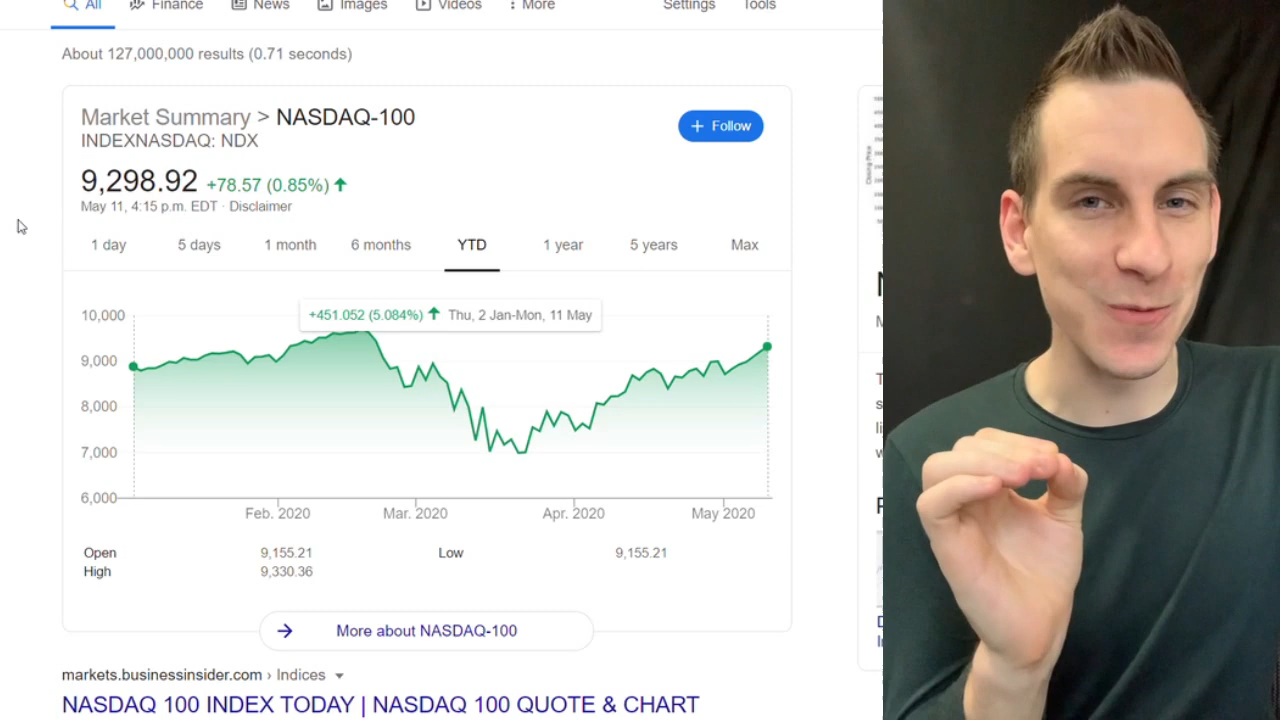 All Finance News Images Videos More Settings Tools
About 127,000,000 results (0.71 seconds)
Market Summary > NASDAQ-100
INDEXNASDAQ: NDX
+ Follow
9,298.92 +78.57 (0.85%)
May 11, 4:15 p.m. EDT · Disclaimer
1 day 5 days 1 month 6 months YTD 1 year 5 years Max
+451.052 (5.084%) Thu, 2 Jan-Mon, 11 May
10,000
9,000
8,000
7,000
6,000
Feb. 2020 Mar. 2020 Apr. 2020 May 2020
Open 9,155.21 Low 9,155.21
High 9,330.36
More about NASDAQ-100
markets.businessinsider.com › Indices
NASDAQ 100 INDEX TODAY | NASDAQ 100 QUOTE & CHART
Closing Price